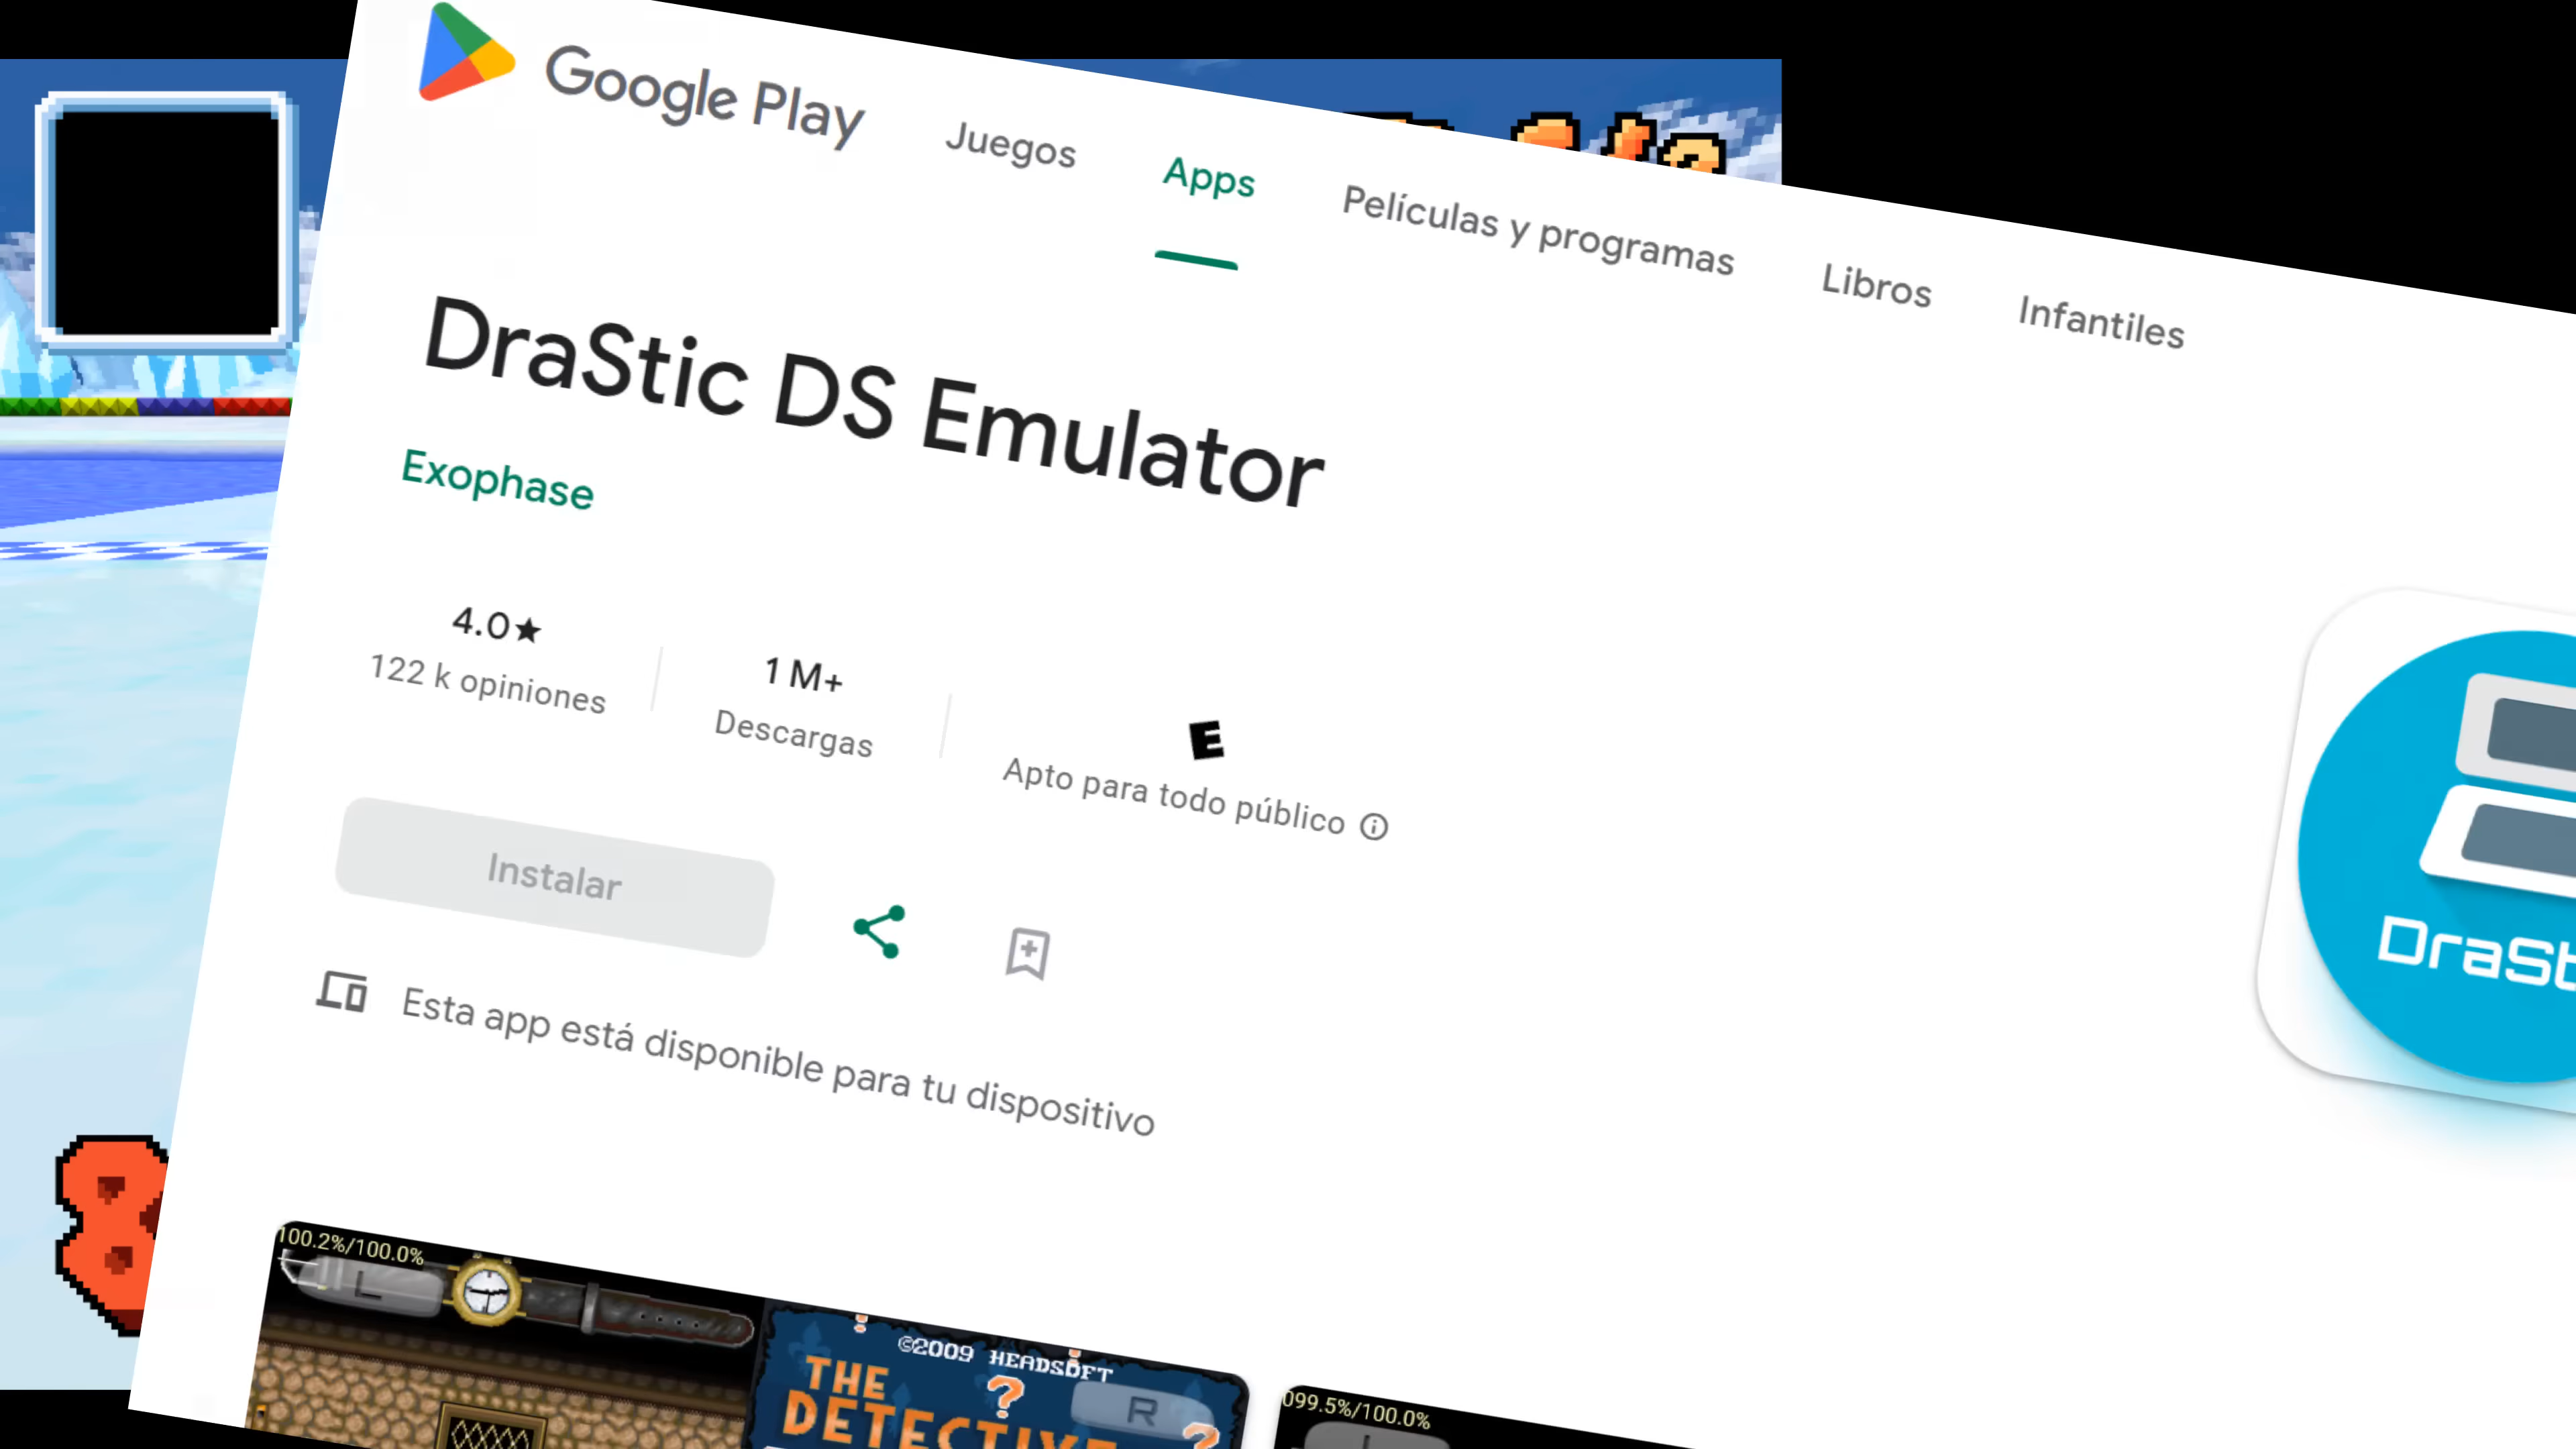 Google Play
Juegos
Apps
Películas y programas
Libros
Infantiles
DraStic DS Emulator
Exophase
4.0★
122 k opiniones
1 M+
Descargas
E
Apto para todo público
Instalar
Esta app está disponible para tu dispositivo
8
100.2%/100.0%
L
©2009 HEADSOFT
THE
DETECTIVE
R
099.5%/100.0%